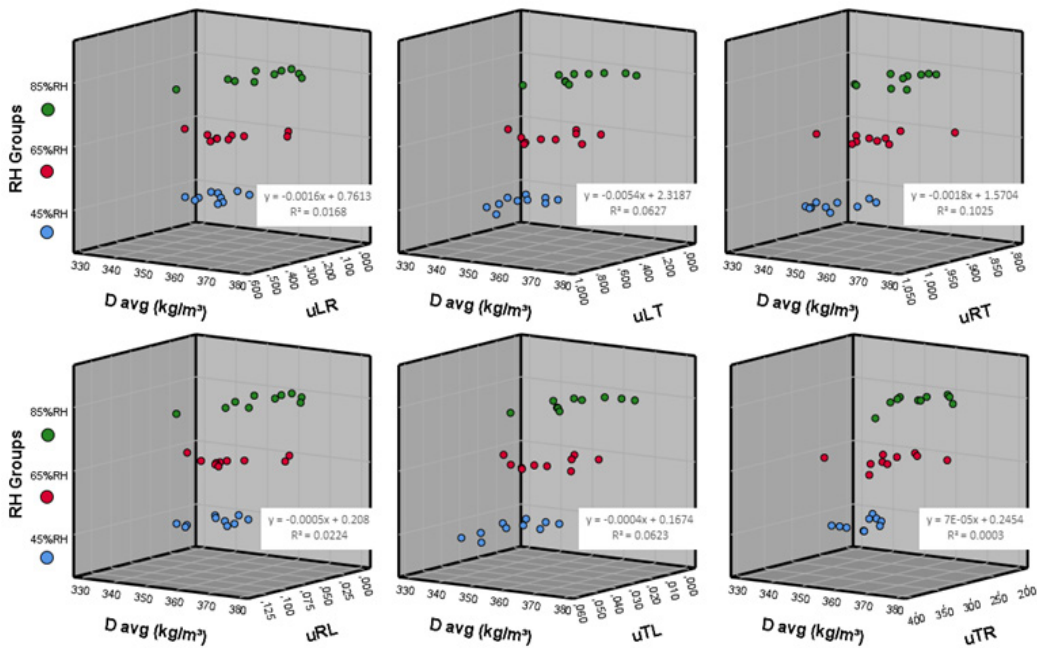 RH Groups
85%RH
65%RH
45%RH
y = -0.0016x + 0.7613
R² = 0.0168
330 340 350 360 370 380
D avg (kg/m³)
,600 ,500 ,400 ,300 ,200 ,100 ,000
uLR
y = -0.0054x + 2.3187
R² = 0.0627
330 340 350 360 370 380
D avg (kg/m³)
1,000 ,800 ,600 ,400 ,200 ,000
uLT
y = -0.0018x + 1.5704
R² = 0.1025
330 340 350 360 370 380
D avg (kg/m³)
1,050 1,000 ,950 ,900 ,850 ,800
uRT
RH Groups
85%RH
65%RH
45%RH
y = -0.0005x + 0.208
R² = 0.0224
330 340 350 360 370 380
D avg (kg/m³)
,125 ,100 ,075 ,050 ,025 ,000
uRL
y = -0.0004x + 0.1674
R² = 0.0623
330 340 350 360 370 380
D avg (kg/m³)
,060 ,050 ,040 ,030 ,020 ,010 ,000
uTL
y = 7E-05x + 0.2454
R² = 0.0003
330 340 350 360 370 380
D avg (kg/m³)
400 350 300 250 200
uTR